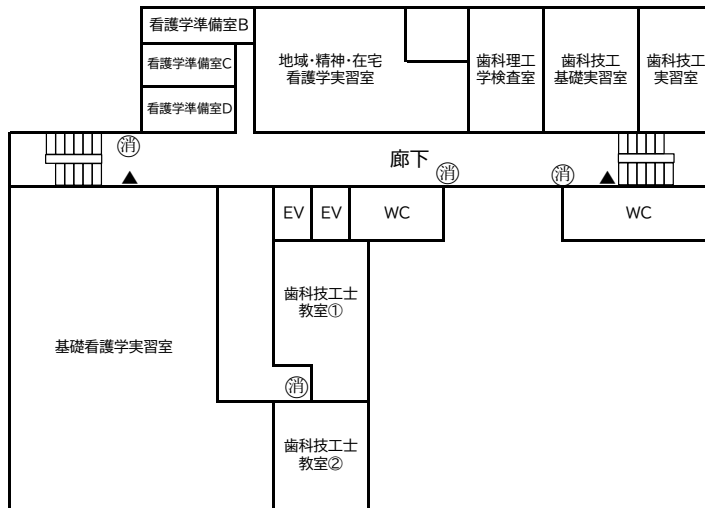 看護学準備室B
看護学準備室C
看護学準備室D
地域・精神・在宅
看護学実習室
歯科理工
学検査室
歯科技工
基礎実習室
歯科技工
実習室
消
廊下
消
消
EV
EV
WC
WC
歯科技工士
教室①
基礎看護学実習室
消
歯科技工士
教室②